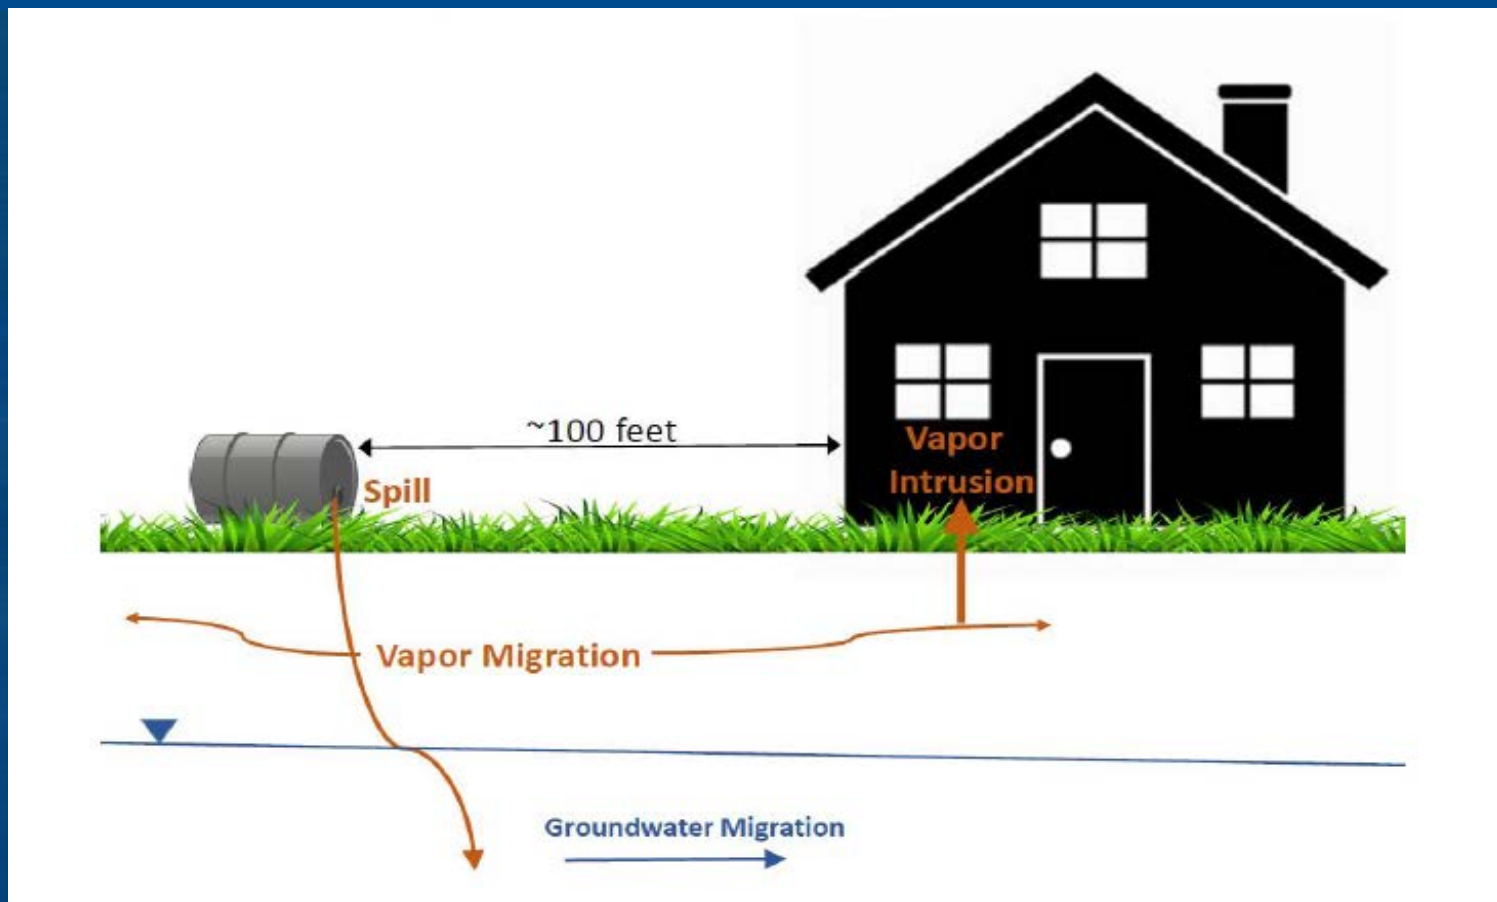 ~100 feet
Vapor
Intrusion
Spill
Vapor Migration
Groundwater Migration